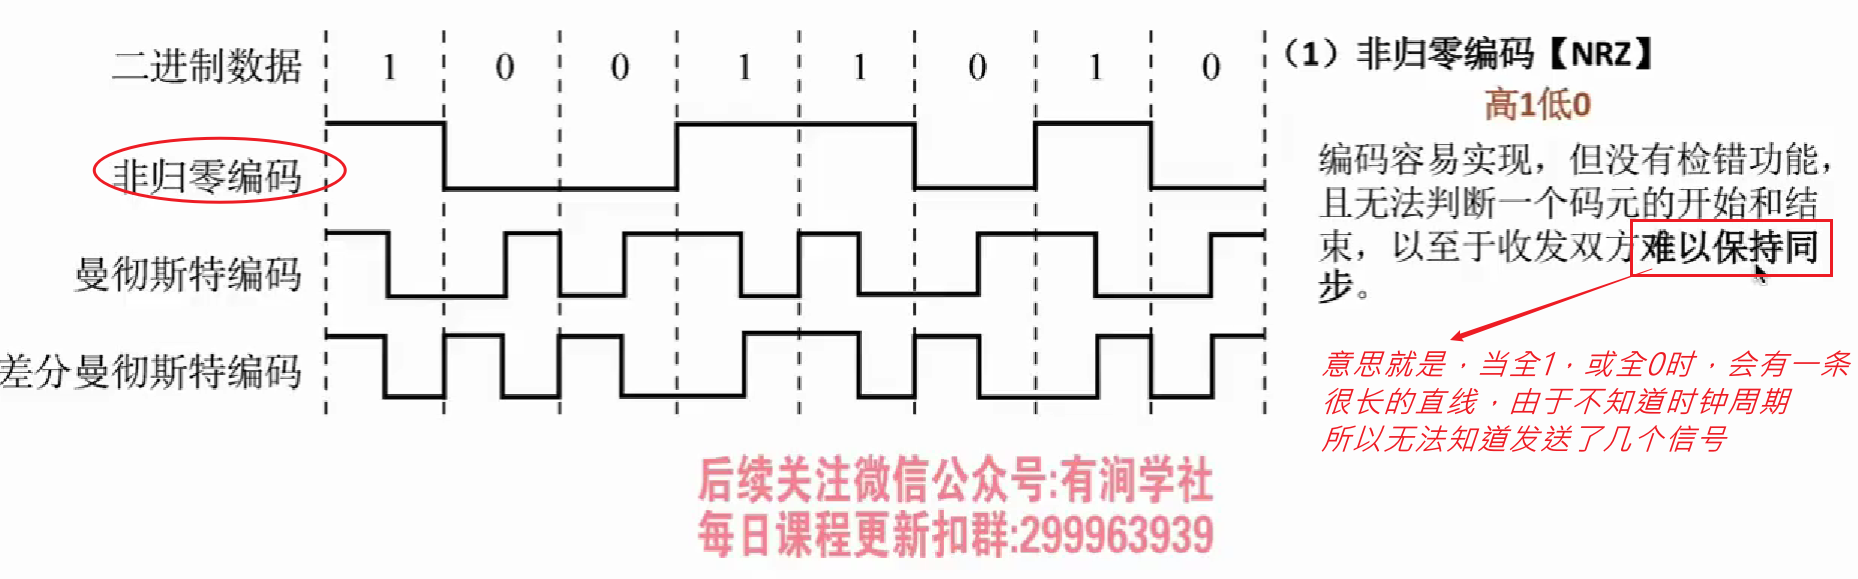 二进制数据 1 0 0 1 1 0 1 0
非归零编码
曼彻斯特编码
差分曼彻斯特编码
（1）非归零编码【NRZ】
高1低0
编码容易实现，但没有检错功能，
且无法判断一个码元的开始和结
束，以至于收发双方难以保持同
步。
意思就是，当全1，或全0时，会有一条
很长的直线，由于不知道时钟周期
所以无法知道发送了几个信号
后续关注微信公众号:有涧学社
每日课程更新扣群:299963939